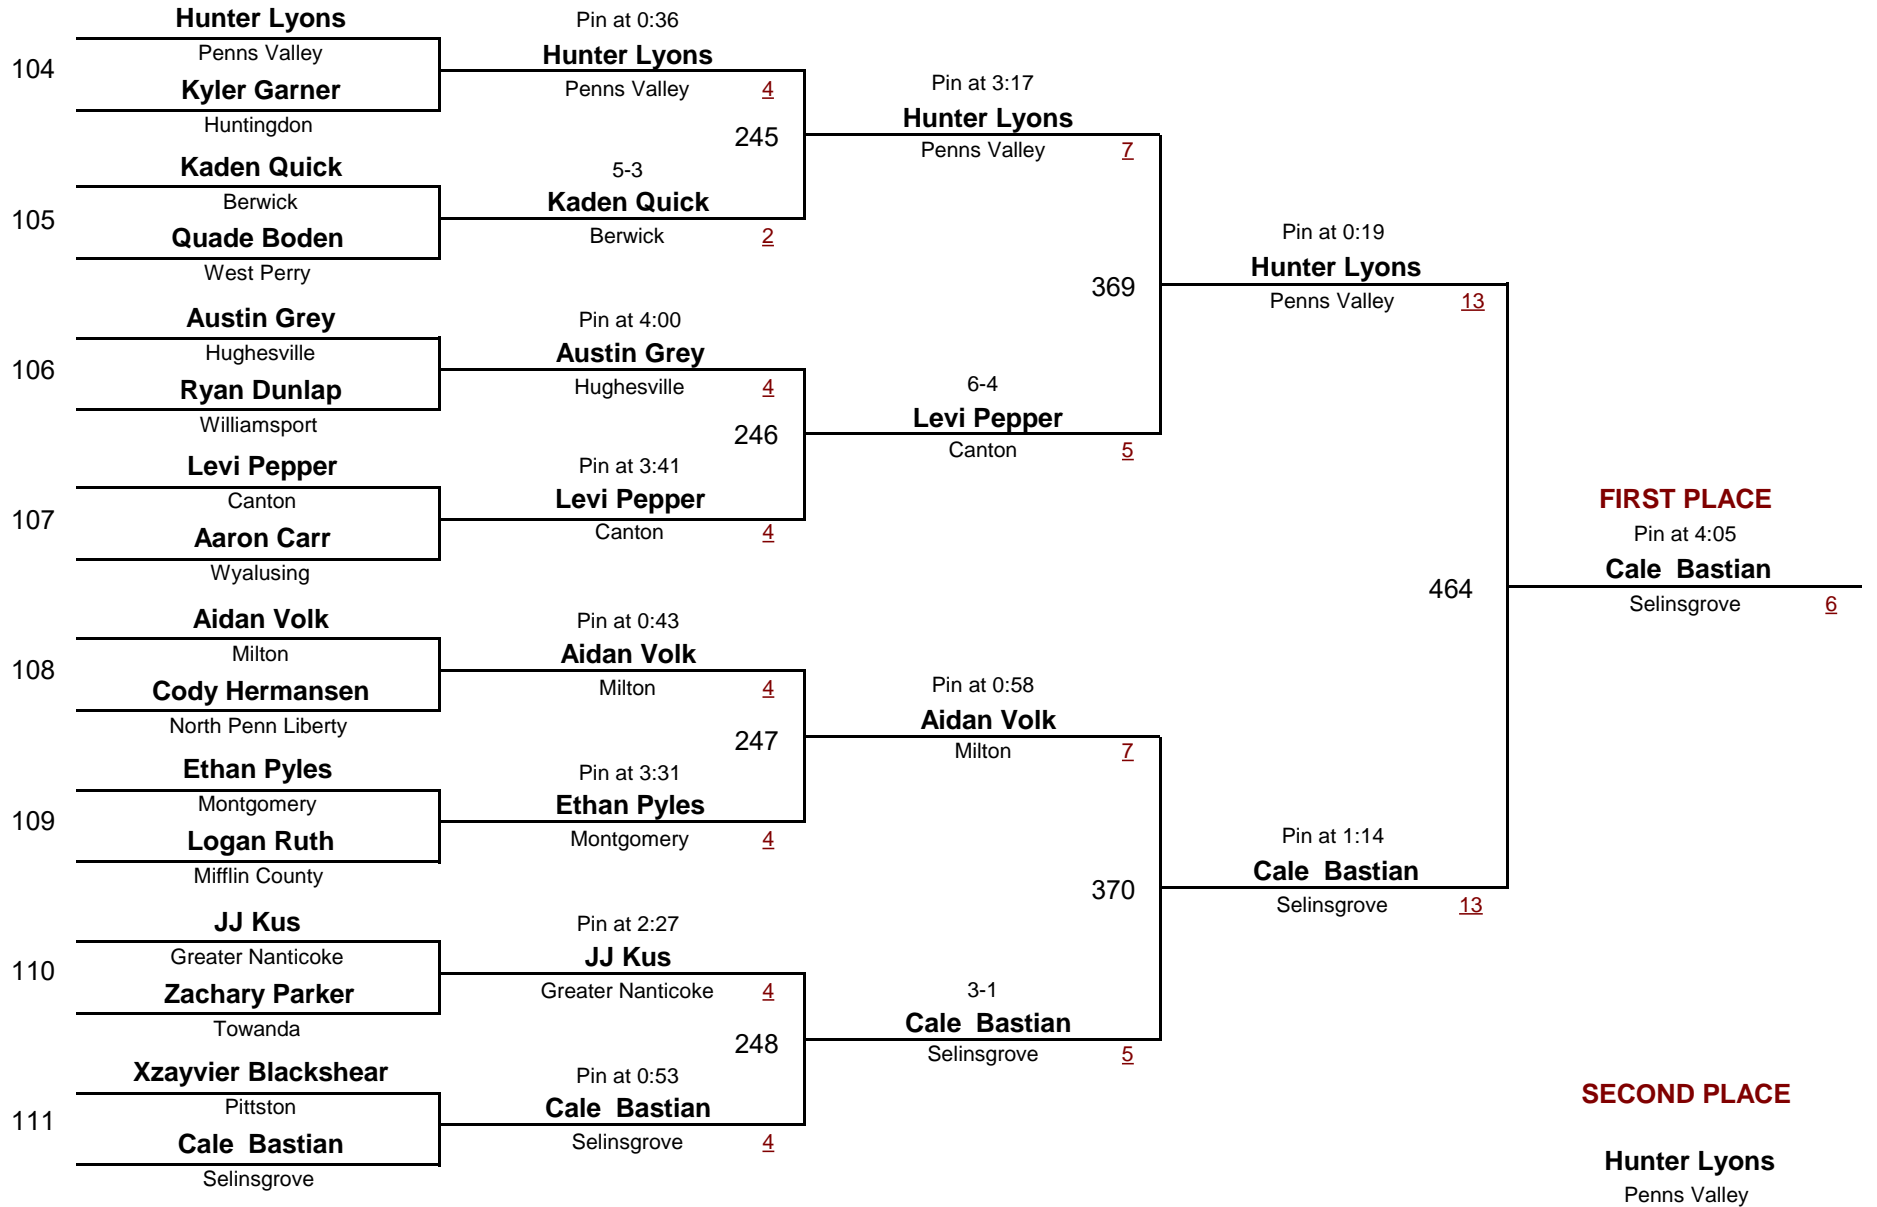 Hunter Lyons
Penns Valley
104
Kyler Garner
Huntingdon
Kaden Quick
Berwick
105
Quade Boden
West Perry
Austin Grey
Hughesville
106
Ryan Dunlap
Williamsport
Levi Pepper
Canton
107
Aaron Carr
Wyalusing
Aidan Volk
Milton
108
Cody Hermansen
North Penn Liberty
Ethan Pyles
Montgomery
109
Logan Ruth
Mifflin County
JJ Kus
Greater Nanticoke
110
Zachary Parker
Towanda
Xzayvier Blackshear
Pittston
111
Cale Bastian
Selinsgrove
Pin at 0:36
Hunter Lyons
Penns Valley 4
245
5-3
Kaden Quick
Berwick 2
Pin at 4:00
Austin Grey
Hughesville 4
246
Pin at 3:41
Levi Pepper
Canton 4
Pin at 0:43
Aidan Volk
Milton 4
247
Pin at 3:31
Ethan Pyles
Montgomery 4
Pin at 2:27
JJ Kus
Greater Nanticoke 4
248
Pin at 0:53
Cale Bastian
Selinsgrove 4
Pin at 3:17
Hunter Lyons
Penns Valley 7
369
6-4
Levi Pepper
Canton 5
Pin at 0:58
Aidan Volk
Milton 7
370
3-1
Cale Bastian
Selinsgrove 5
Pin at 0:19
Hunter Lyons
Penns Valley 13
464
Pin at 1:14
Cale Bastian
Selinsgrove 13
FIRST PLACE
Pin at 4:05
Cale Bastian
Selinsgrove 6
SECOND PLACE
Hunter Lyons
Penns Valley